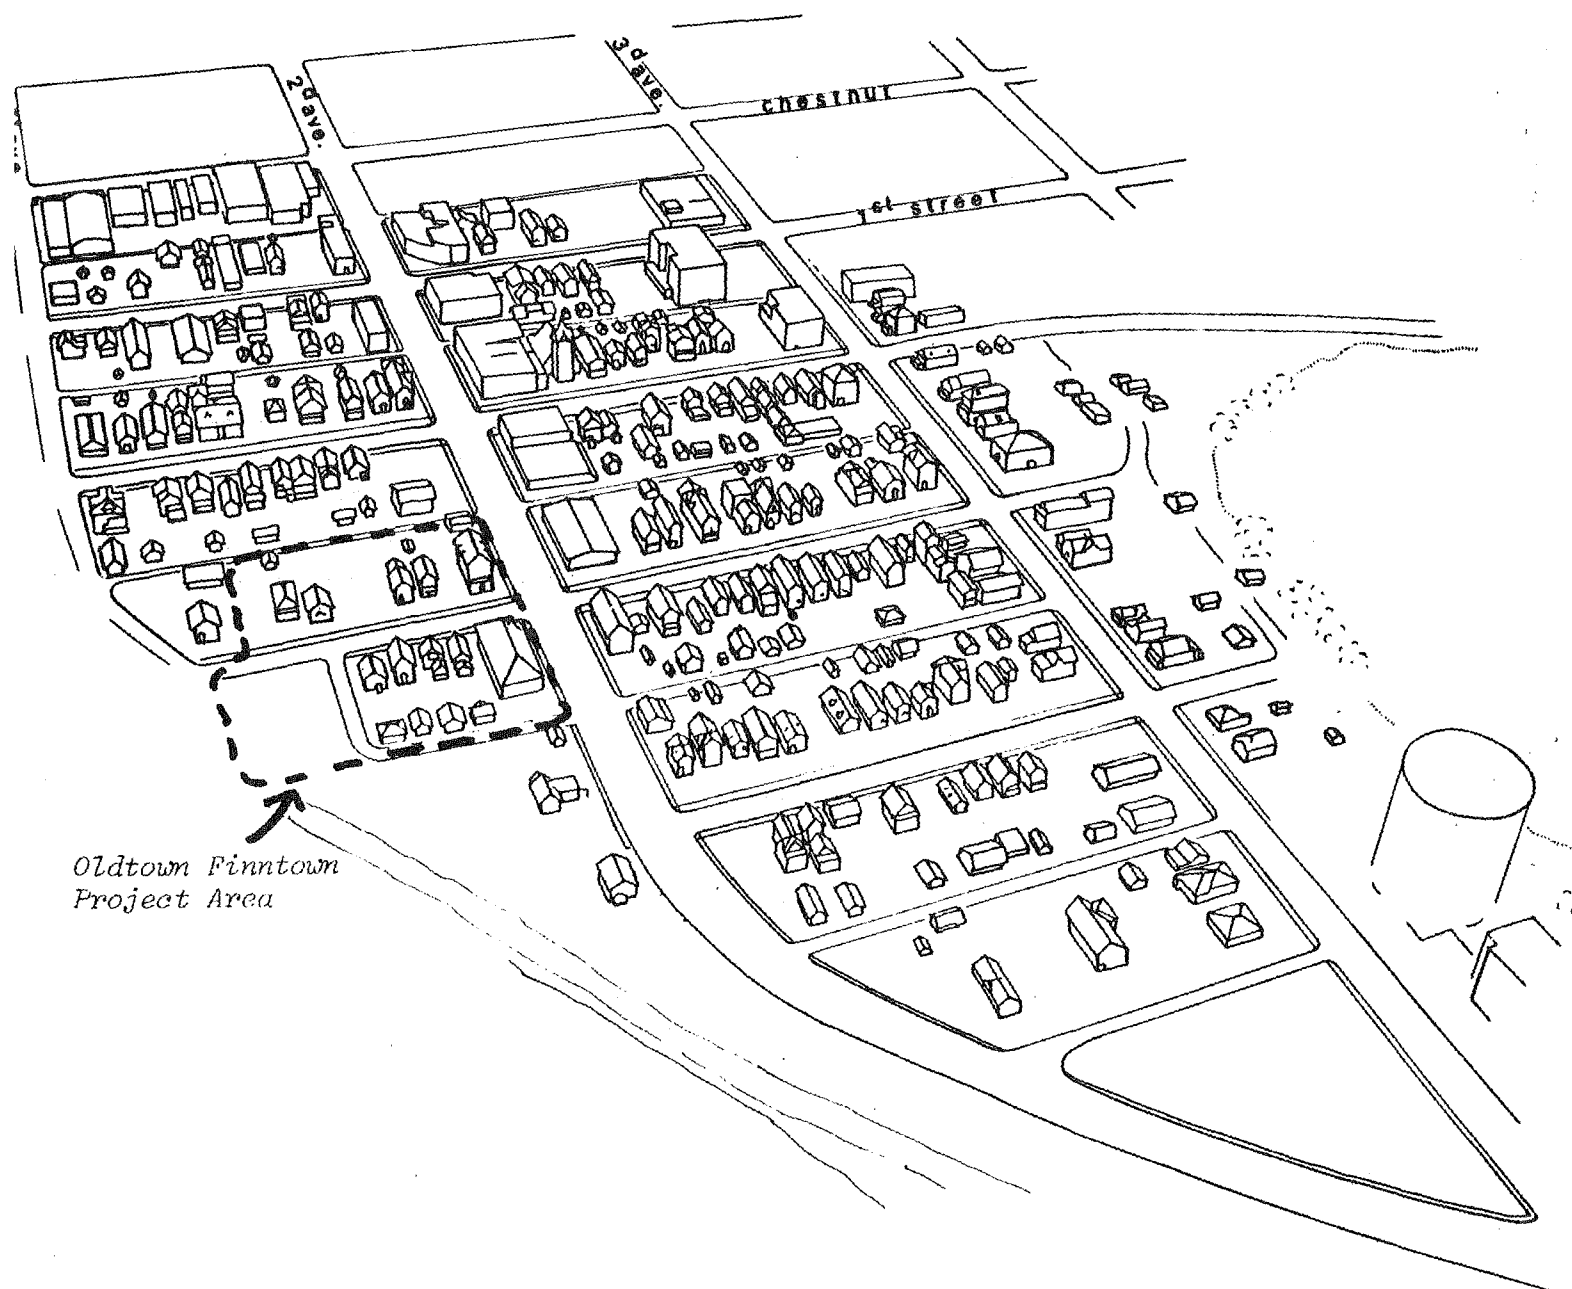 2d ave.
3d ave.
chestnut
1st street
Oldtown Finntown
Project Area